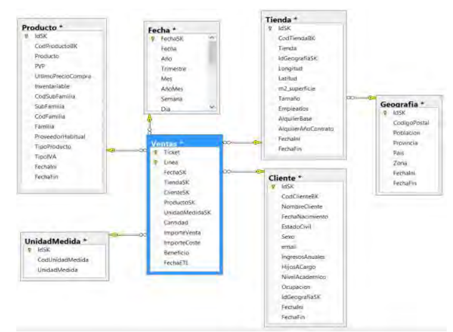 Producto *
IdSK
CodProductoBK
Producto
PVP
UltimoPrecioCompra
Inventariable
CodSubFamilia
SubFamilia
CodFamilia
Familia
ProveedorHabitual
TipoProducto
TipoIVA
FechaIni
FechaFin
Fecha *
FechaSK
Fecha
Año
Trimestre
Mes
AñoMes
Semana
Dia
Tienda *
IdSK
CodTiendaBK
Tienda
IdGeografiaSK
Longitud
Latitud
m2_superficie
Tamaño
Empleados
AlquilerBase
AlquilerAñoContrato
FechaIni
FechaFin
Geografia *
IdSK
CodigoPostal
Poblacion
Provincia
Pais
Zona
FechaIni
FechaFin
Ventas *
Ticket
Linea
FechaSK
TiendaSK
ClienteSK
ProductoSK
UnidadMedidaSK
Cantidad
ImporteVenta
ImporteCoste
Beneficio
FechaETL
Cliente *
IdSK
CodClienteBK
NombreCliente
FechaNacimiento
EstadoCivil
Sexo
email
IngresosAnuales
HijosACargo
NivelAcademico
Ocupacion
IdGeografiaSK
FechaIni
FechaFin
UnidadMedida *
IdSK
CodUnidadMedida
UnidadMedida